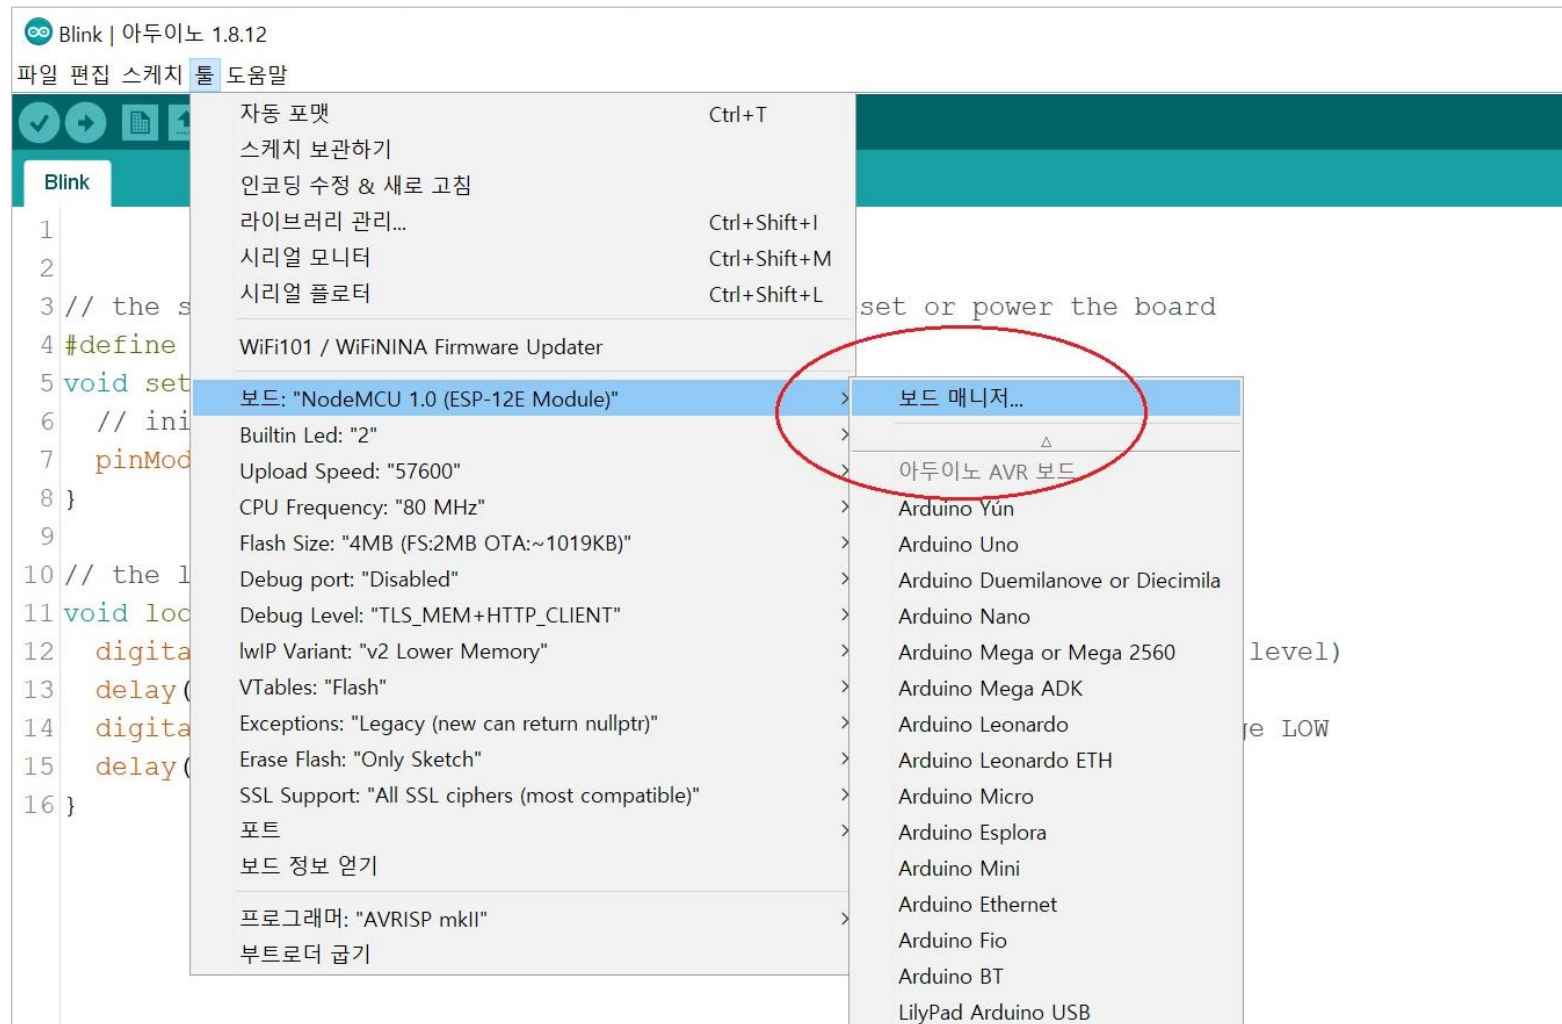 Blink | 아두이노 1.8.12
파일 편집 스케치 툴 도움말
자동 포맷 Ctrl+T
스케치 보관하기
인코딩 수정 & 새로 고침
라이브러리 관리... Ctrl+Shift+I
시리얼 모니터 Ctrl+Shift+M
시리얼 플로터 Ctrl+Shift+L
WiFi101 / WiFiNINA Firmware Updater
보드: "NodeMCU 1.0 (ESP-12E Module)"
Builtin Led: "2"
Upload Speed: "57600"
CPU Frequency: "80 MHz"
Flash Size: "4MB (FS:2MB OTA:~1019KB)"
Debug port: "Disabled"
Debug Level: "TLS_MEM+HTTP_CLIENT"
lwIP Variant: "v2 Lower Memory"
VTables: "Flash"
Exceptions: "Legacy (new can return nullptr)"
Erase Flash: "Only Sketch"
SSL Support: "All SSL ciphers (most compatible)"
포트
보드 정보 얻기
프로그래머: "AVRISP mkII"
부트로더 굽기
보드 매니저...
아두이노 AVR 보드
Arduino Yún
Arduino Uno
Arduino Duemilanove or Diecimila
Arduino Nano
Arduino Mega or Mega 2560
Arduino Mega ADK
Arduino Leonardo
Arduino Leonardo ETH
Arduino Micro
Arduino Esplora
Arduino Mini
Arduino Ethernet
Arduino Fio
Arduino BT
LilyPad Arduino USB
Blink
1
2
3 // the s set or power the board
4 #define
5 void set
6 // ini
7 pinMod
8 }
9
10 // the l
11 void loo
12 digita level)
13 delay(
14 digita e LOW
15 delay(
16 }